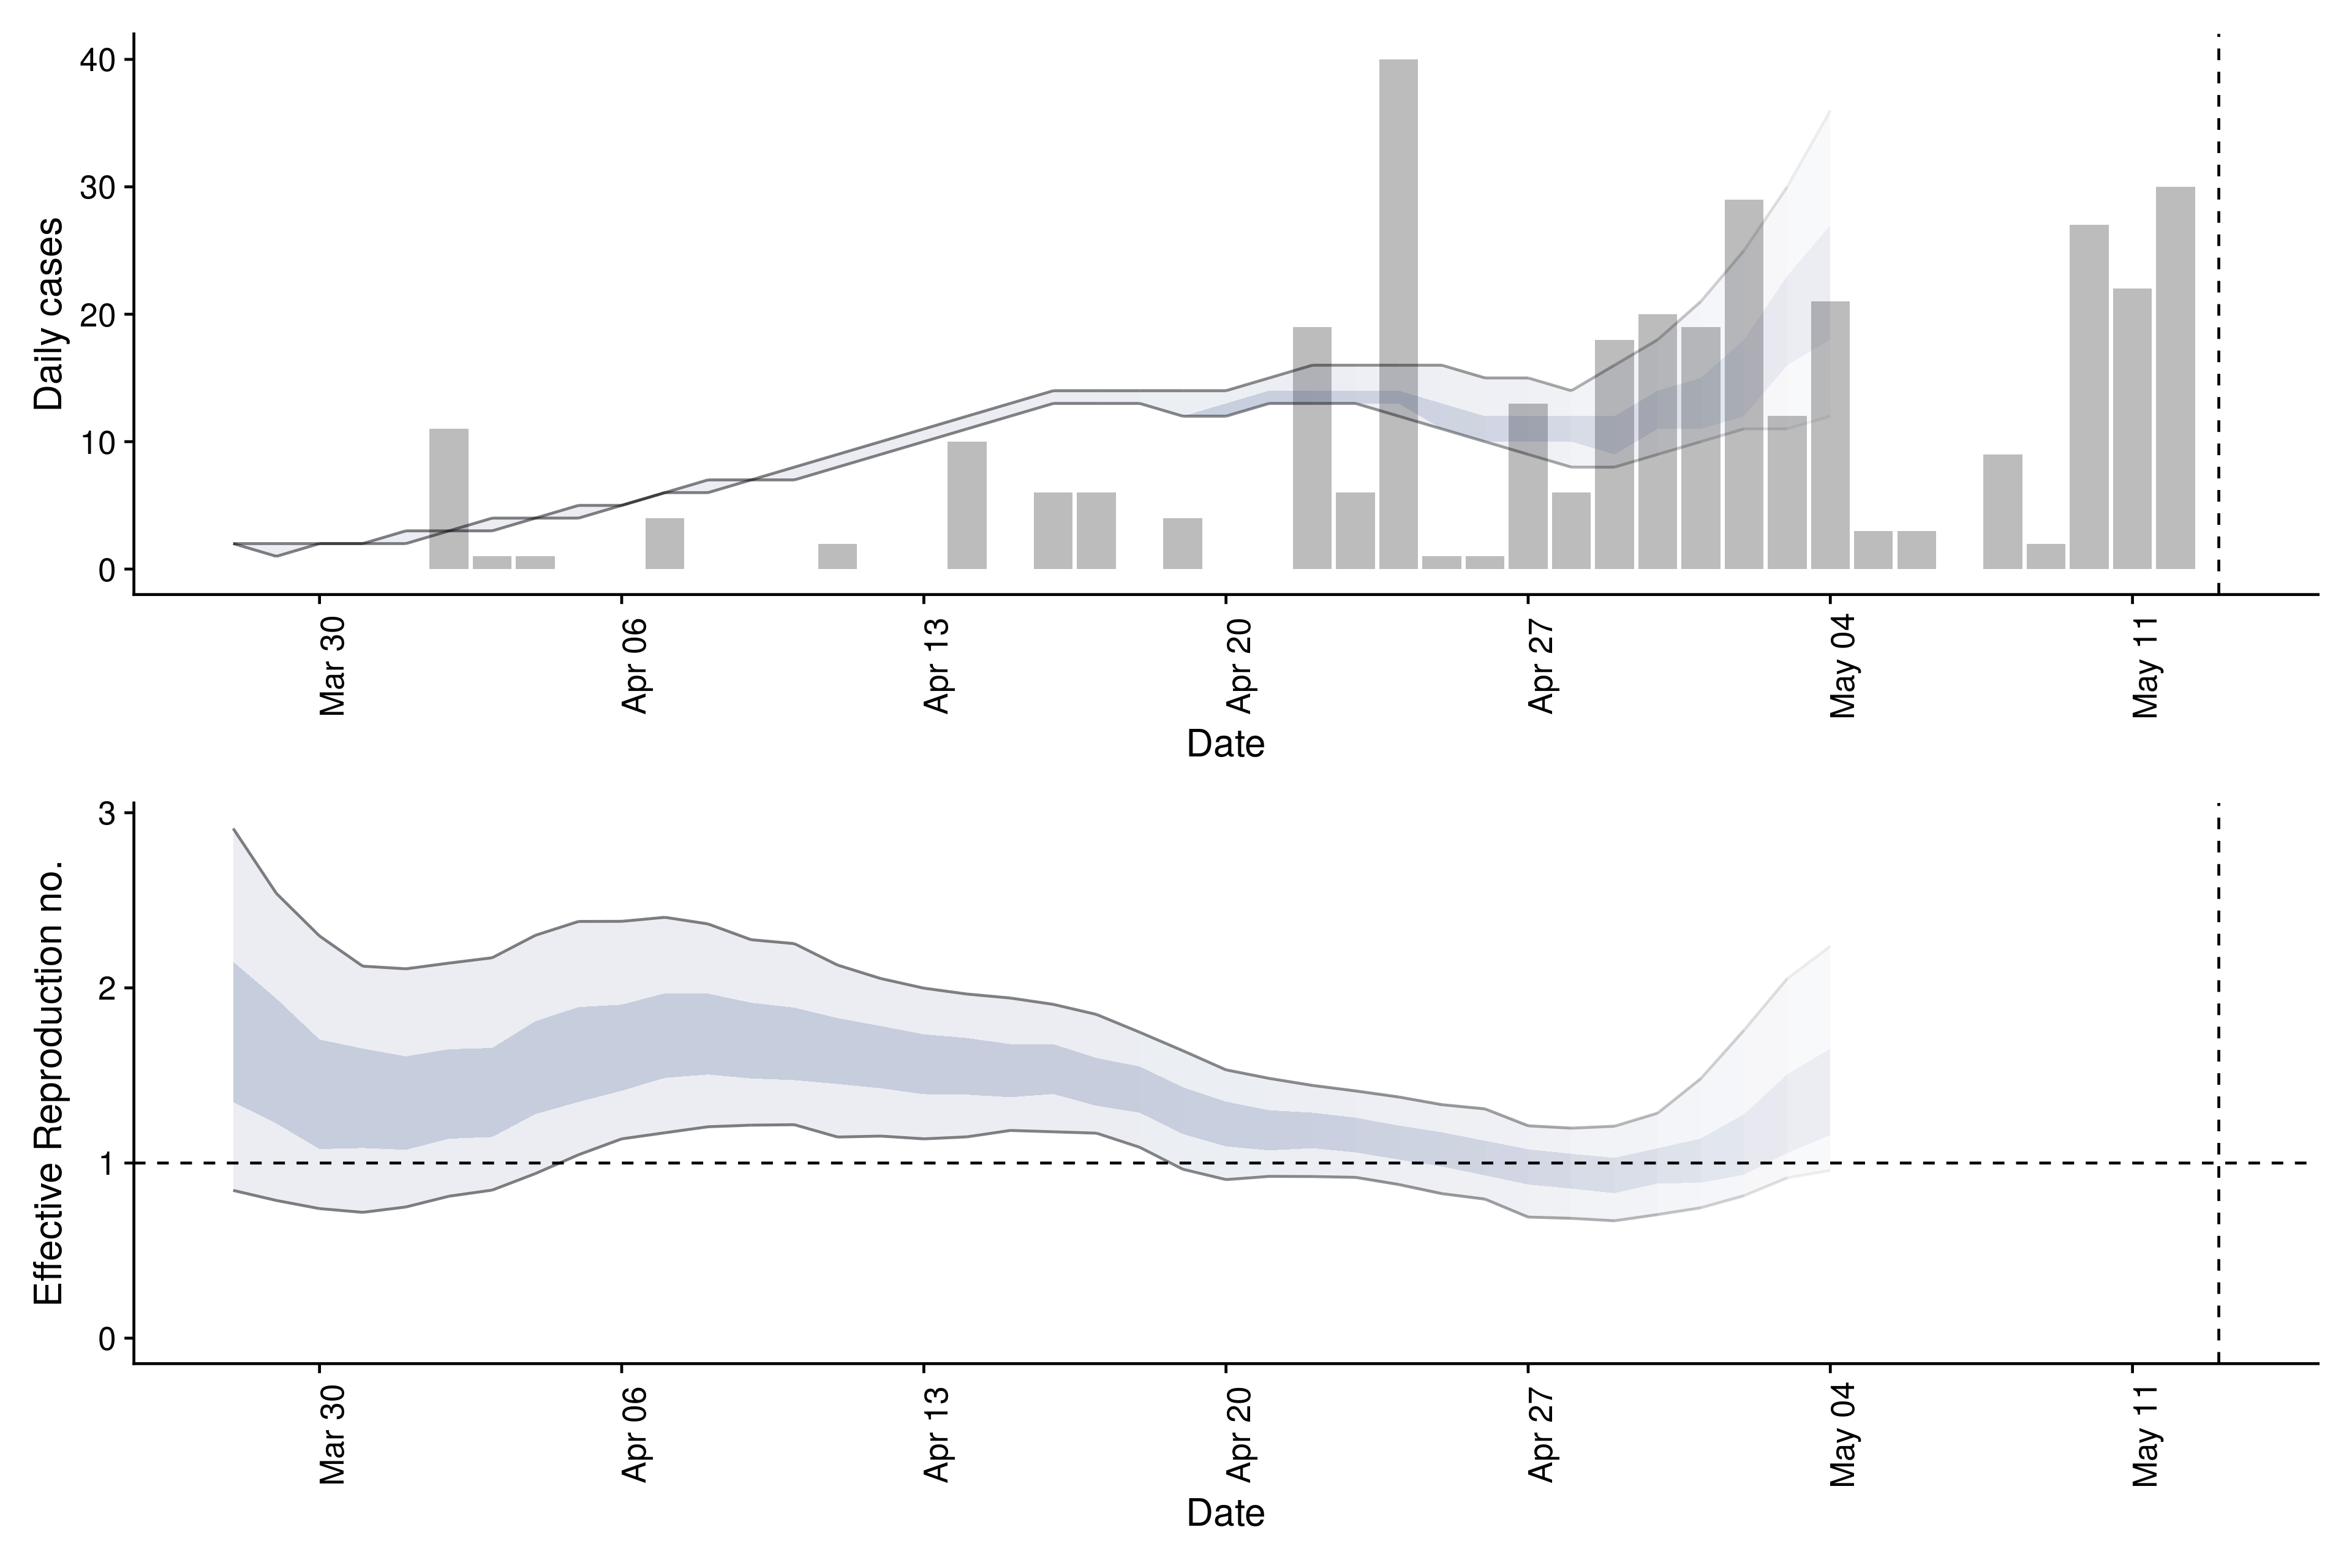 Daily cases
40
30
20
10
0
Mar 30
Apr 06
Apr 13
Apr 20
Apr 27
May 04
May 11
Date
Effective Reproduction no.
3
2
1
0
Mar 30
Apr 06
Apr 13
Apr 20
Apr 27
May 04
May 11
Date